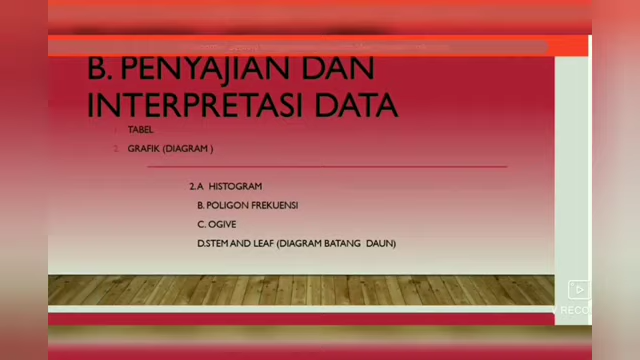 B. PENYAJIAN DAN
INTERPRETASI DATA
1. TABEL
2. GRAFIK (DIAGRAM )
2. A HISTOGRAM
B. POLIGON FREKUENSI
C. OGIVE
D.STEM AND LEAF (DIAGRAM BATANG DAUN)
V RECO